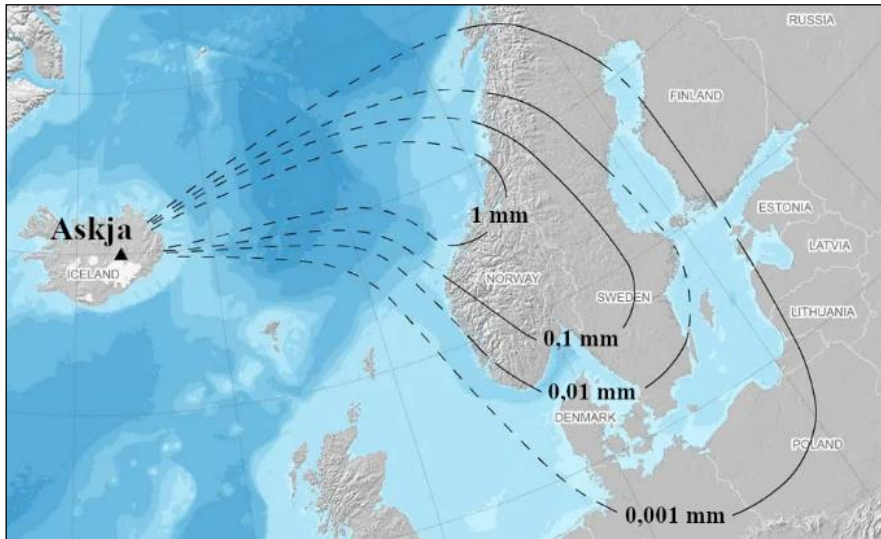 RUSSIA
FINLAND
ESTONIA
1 mm
Askja
LATVIA
ICELAND
NORWAY
SWEDEN
LITHUANIA
0,1 mm
0,01 mm
DENMARK
POLAND
0,001 mm